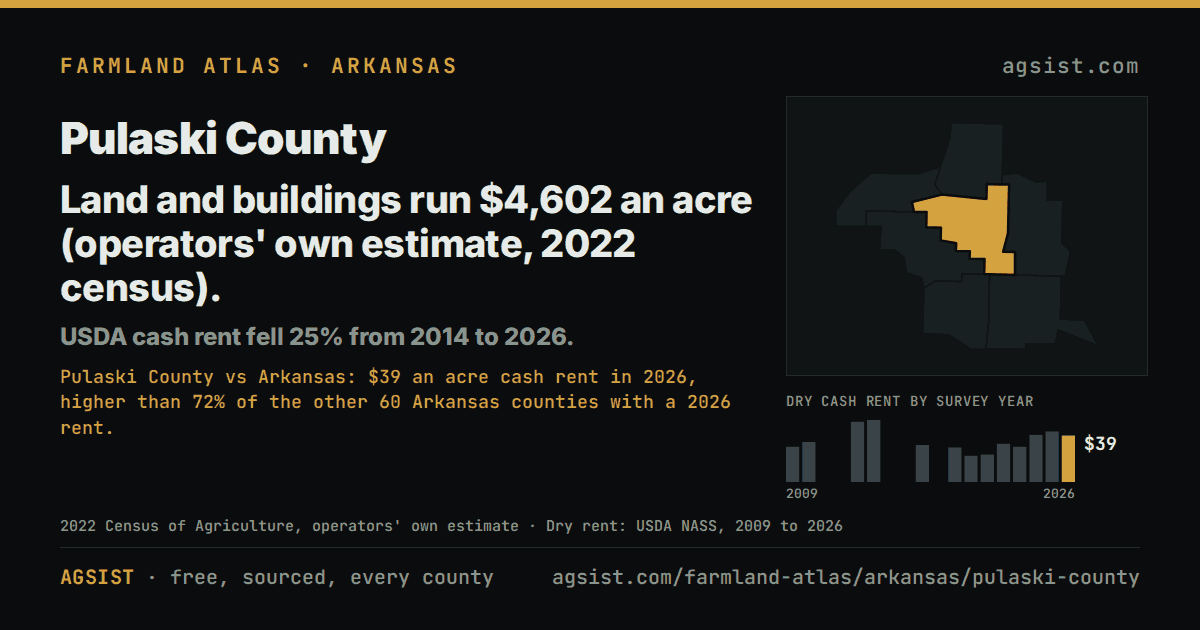 FARMLAND ATLAS · ARKANSAS
agsist.com
Pulaski County
Land and buildings run $4,602 an acre
(operators' own estimate, 2022
census).
USDA cash rent fell 25% from 2014 to 2026.
Pulaski County vs Arkansas: $39 an acre cash rent in 2026,
higher than 72% of the other 60 Arkansas counties with a 2026
rent.
DRY CASH RENT BY SURVEY YEAR
$39
2009
2026
2022 Census of Agriculture, operators' own estimate · Dry rent: USDA NASS, 2009 to 2026
AGSIST · free, sourced, every county
agsist.com/farmland-atlas/arkansas/pulaski-county